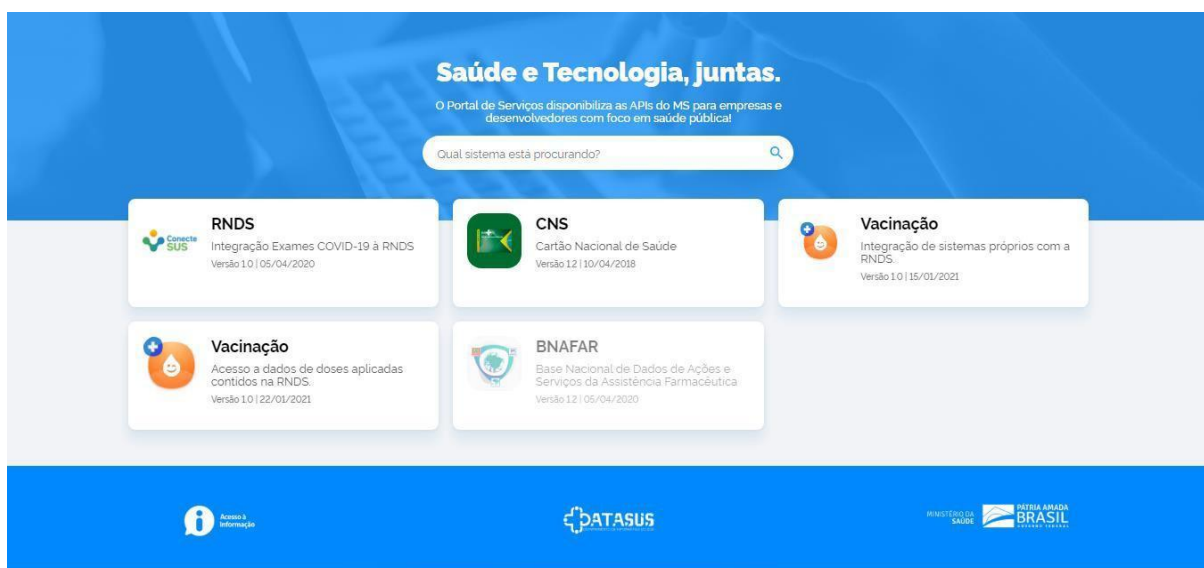 Saúde e Tecnologia, juntas.
O Portal de Serviços disponibiliza as APIs do MS para empresas e
desenvolvedores com foco em saúde pública!
Qual sistema está procurando?
Conecte
SUS
RNDS
Integração Exames COVID-19 à RNDS
Versão 1.0 | 05/04/2020
CNS
Cartão Nacional de Saúde
Versão 1.2 | 10/04/2018
Vacinação
Integração de sistemas próprios com a
RNDS.
Versão 1.0 | 15/01/2021
Vacinação
Acesso a dados de doses aplicadas
contidos na RNDS.
Versão 1.0 | 22/01/2021
BNAFAR
Base Nacional de Dados de Ações e
Serviços da Assistência Farmacêutica
Versão 1.2 | 05/04/2020
Acesso à
Informação
DATASUS
MINISTÉRIO DA
SAÚDE
PÁTRIA AMADA
BRASIL
GOVERNO FEDERAL